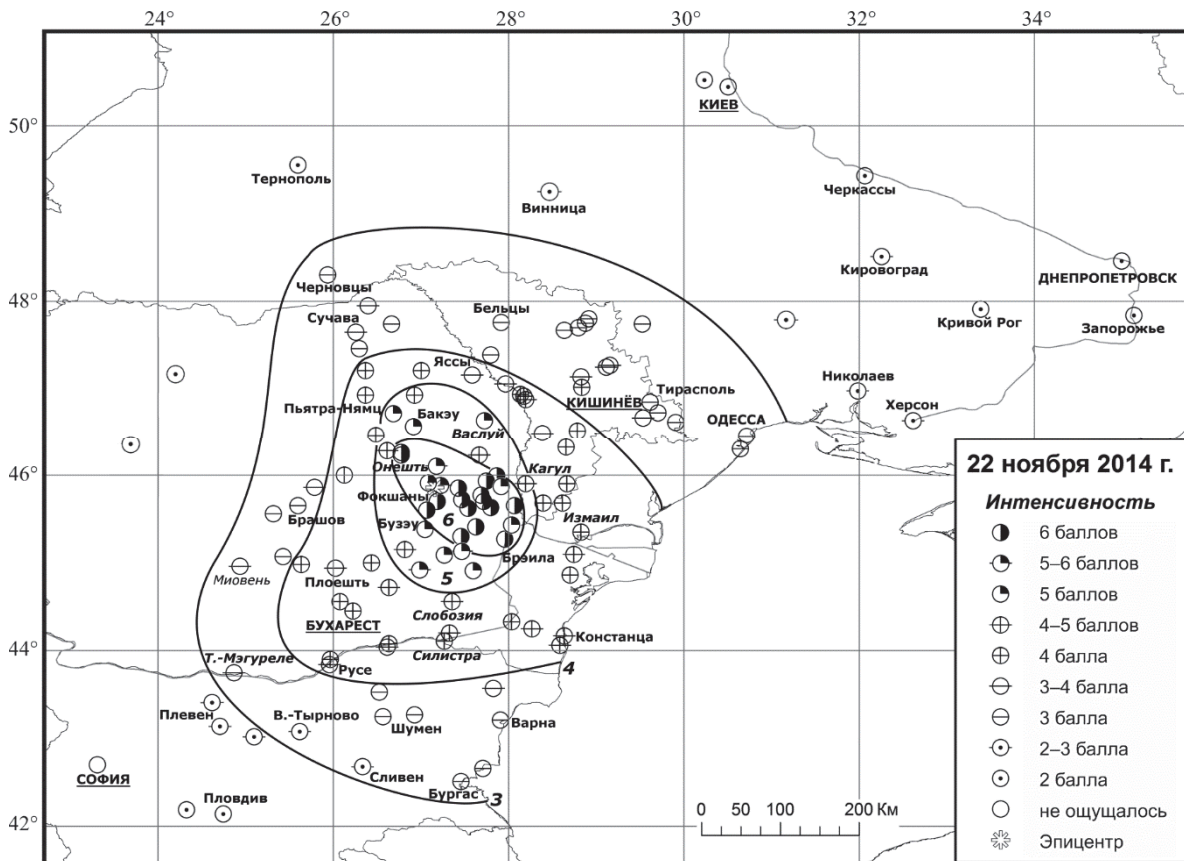 24° 26° 28° 30° 32° 34°
КИЕВ
50°
Тернополь
Черкассы
Винница
Кировоград
ДНЕПРОПЕТРОВСК
Черновцы
48°
Бельцы
Сучава
Кривой Рог
Запорожье
Яссы
Николаев
Тирасполь
КИШИНЁВ
Пьятра-Нямц
Бакэу
Херсон
ОДЕССА
Васлуй
46°
Онешть
Кагул
Фокшаны
Брашов
6
Измаил
Бузэу
Брэила
Миовень
Плоешть
5
Слобозия
БУХАРЕСТ
Констанца
44°
Т.-Мэгуреле
Силистра
Русе
4
Плевен
В.-Тырново
Шумен
Варна
СОФИЯ
Сливен
Бургас
3
Пловдив
0 50 100 200 Км
42°
22 ноября 2014 г.
Интенсивность
6 баллов
5–6 баллов
5 баллов
4–5 баллов
4 балла
3–4 балла
3 балла
2–3 балла
2 балла
не ощущалось
Эпицентр